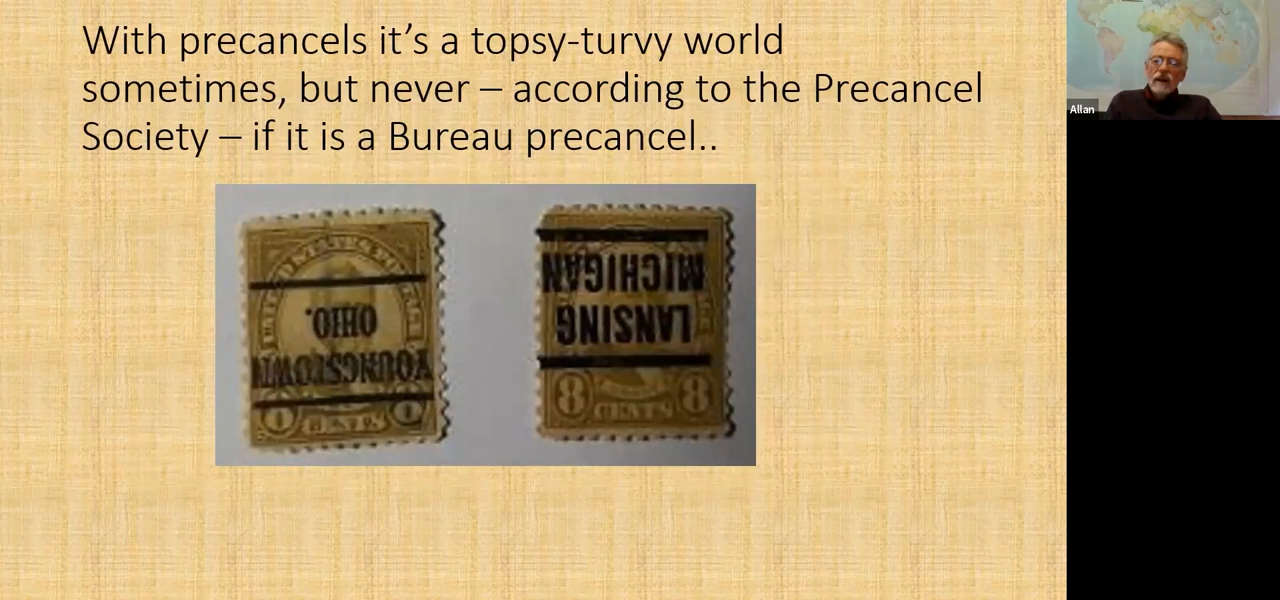 With precancels it’s a topsy-turvy world
sometimes, but never – according to the Precancel
Society – if it is a Bureau precancel..
Allan
YOUNGSTOWN
OHIO.
LANSING
MICHIGAN
8 CENTS 8